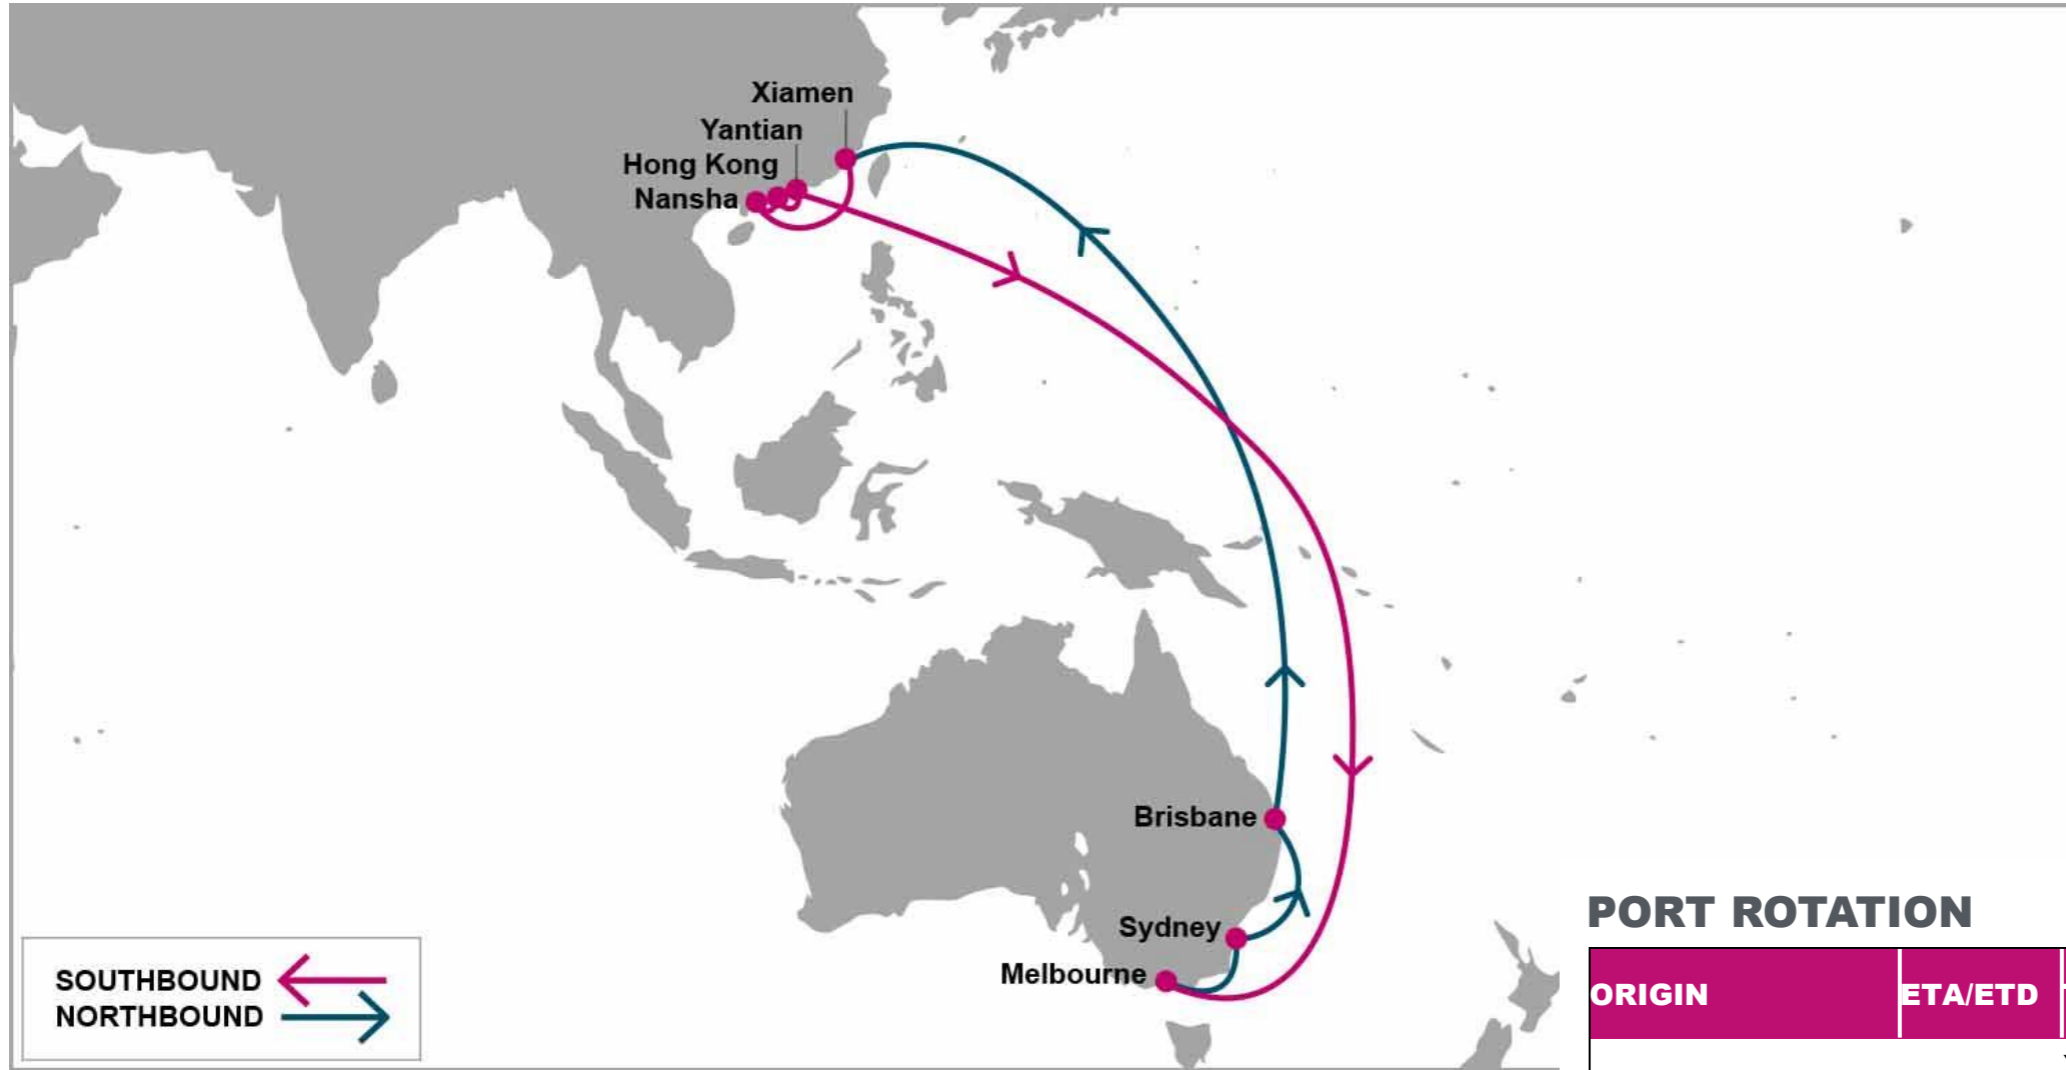 Xiamen
Yantian
Hong Kong
Nansha
Brisbane
Sydney
Melbourne
SOUTHBOUND
NORTHBOUND
PORT ROTATION
ORIGIN ETA/ETD